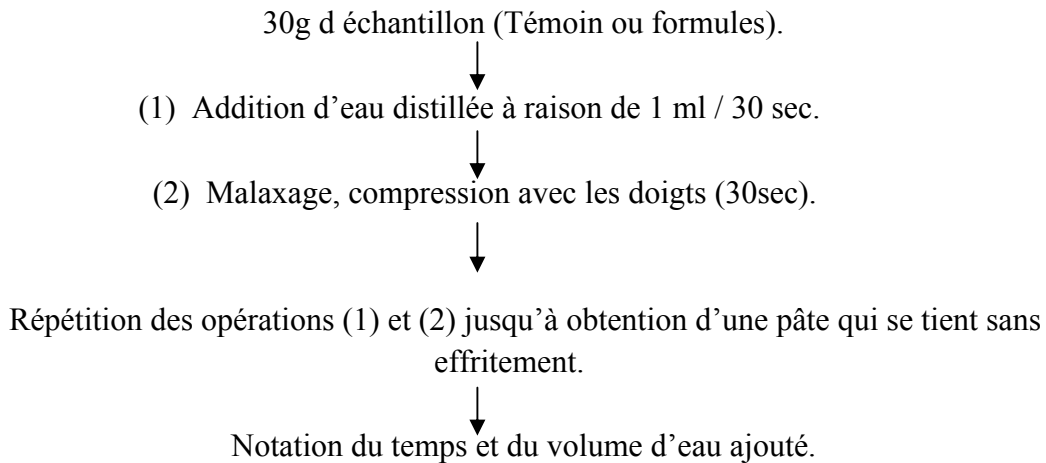 30g d échantillon (Témoin ou formules).
(1) Addition d’eau distillée à raison de 1 ml / 30 sec.
(2) Malaxage, compression avec les doigts (30sec).
Répétition des opérations (1) et (2) jusqu’à obtention d’une pâte qui se tient sans
effritement.
Notation du temps et du volume d’eau ajouté.